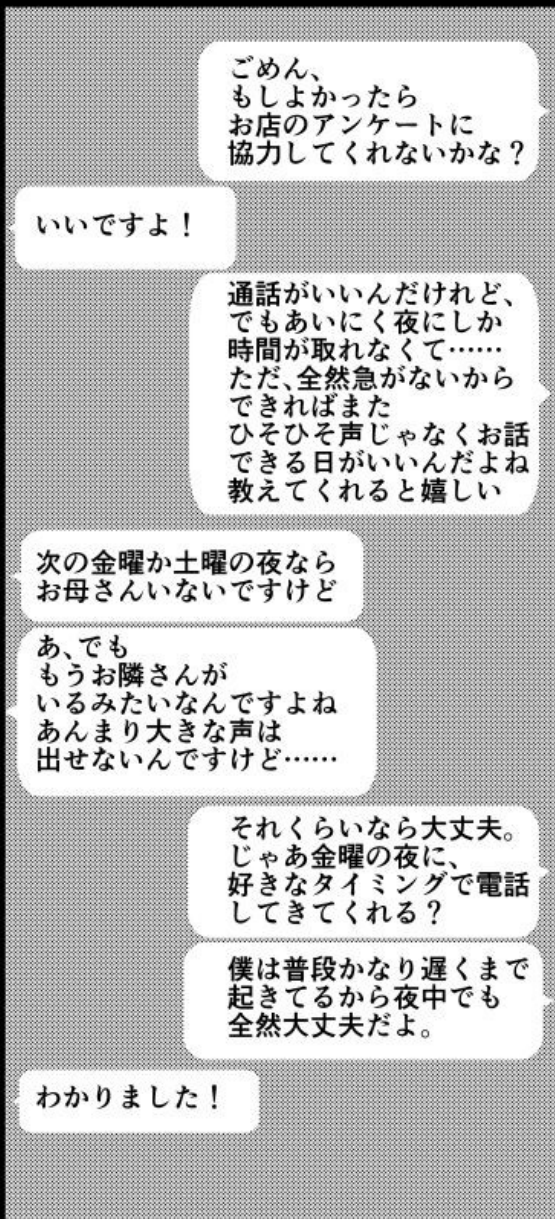 ごめん、
もしよかったら
お店のアンケートに
協力してくれないかな？
いいですよ！
通話がいいんだけれど、
でもあいにく夜にしか
時間が取れなくて……
ただ、全然急がないから
できればまた
ひそひそ声じゃなくお話
できる日がいいんだよね
教えてくれると嬉しい
次の金曜か土曜の夜なら
お母さんいないですけど
あ、でも
もうお隣さんが
いるみたいなんですよね
あんまり大きな声は
出せないんですけど……
それくらいなら大丈夫。
じゃあ金曜の夜に、
好きなタイミングで電話
してきてくれる？
僕は普段かなり遅くまで
起きてるから夜中でも
全然大丈夫だよ。
わかりました！